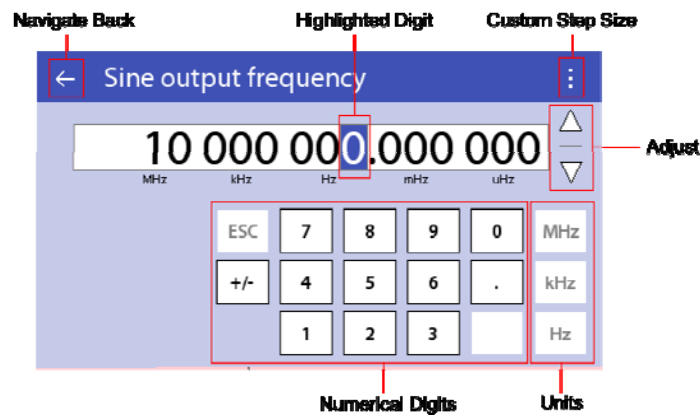 Navigate Back Highlighted Digit Custom Step Size
← Sine output frequency
10 000 000.000 000
MHz kHz Hz mHz uHz
Adjust
ESC 7 8 9 0 MHz
+/- 4 5 6 . kHz
1 2 3 Hz
Numerical Digits Units